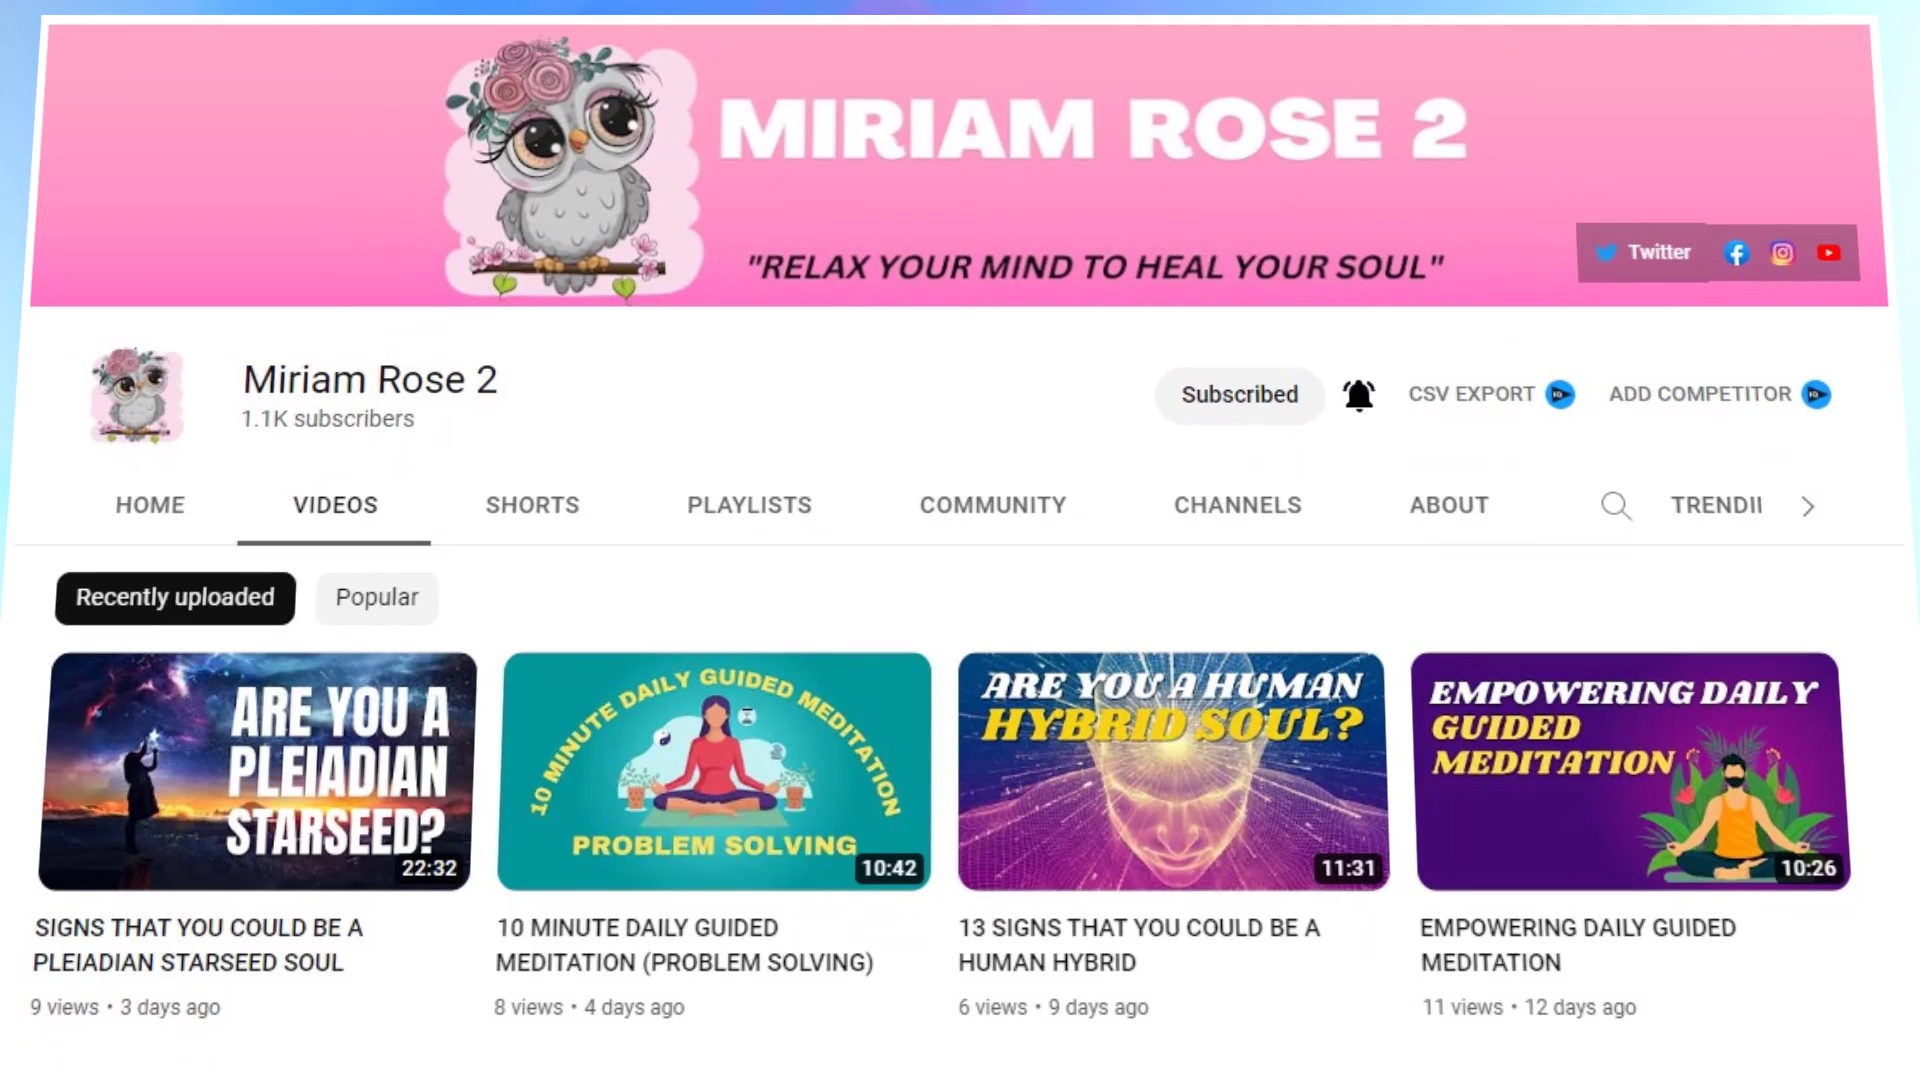 MIRIAM ROSE 2
"RELAX YOUR MIND TO HEAL YOUR SOUL"
Twitter
Miriam Rose 2
1.1K subscribers
Subscribed
CSV EXPORT
ADD COMPETITOR
HOME
VIDEOS
SHORTS
PLAYLISTS
COMMUNITY
CHANNELS
ABOUT
TRENDII
Recently uploaded
Popular
ARE YOU A
PLEIADIAN
STARSEED?
22:32
SIGNS THAT YOU COULD BE A
PLEIADIAN STARSEED SOUL
9 views • 3 days ago
10 MINUTE DAILY GUIDED MEDITATION
PROBLEM SOLVING
10:42
10 MINUTE DAILY GUIDED
MEDITATION (PROBLEM SOLVING)
8 views • 4 days ago
ARE YOU A HUMAN
HYBRID SOUL?
11:31
13 SIGNS THAT YOU COULD BE A
HUMAN HYBRID
6 views • 9 days ago
EMPOWERING DAILY
GUIDED
MEDITATION
10:26
EMPOWERING DAILY GUIDED
MEDITATION
11 views • 12 days ago